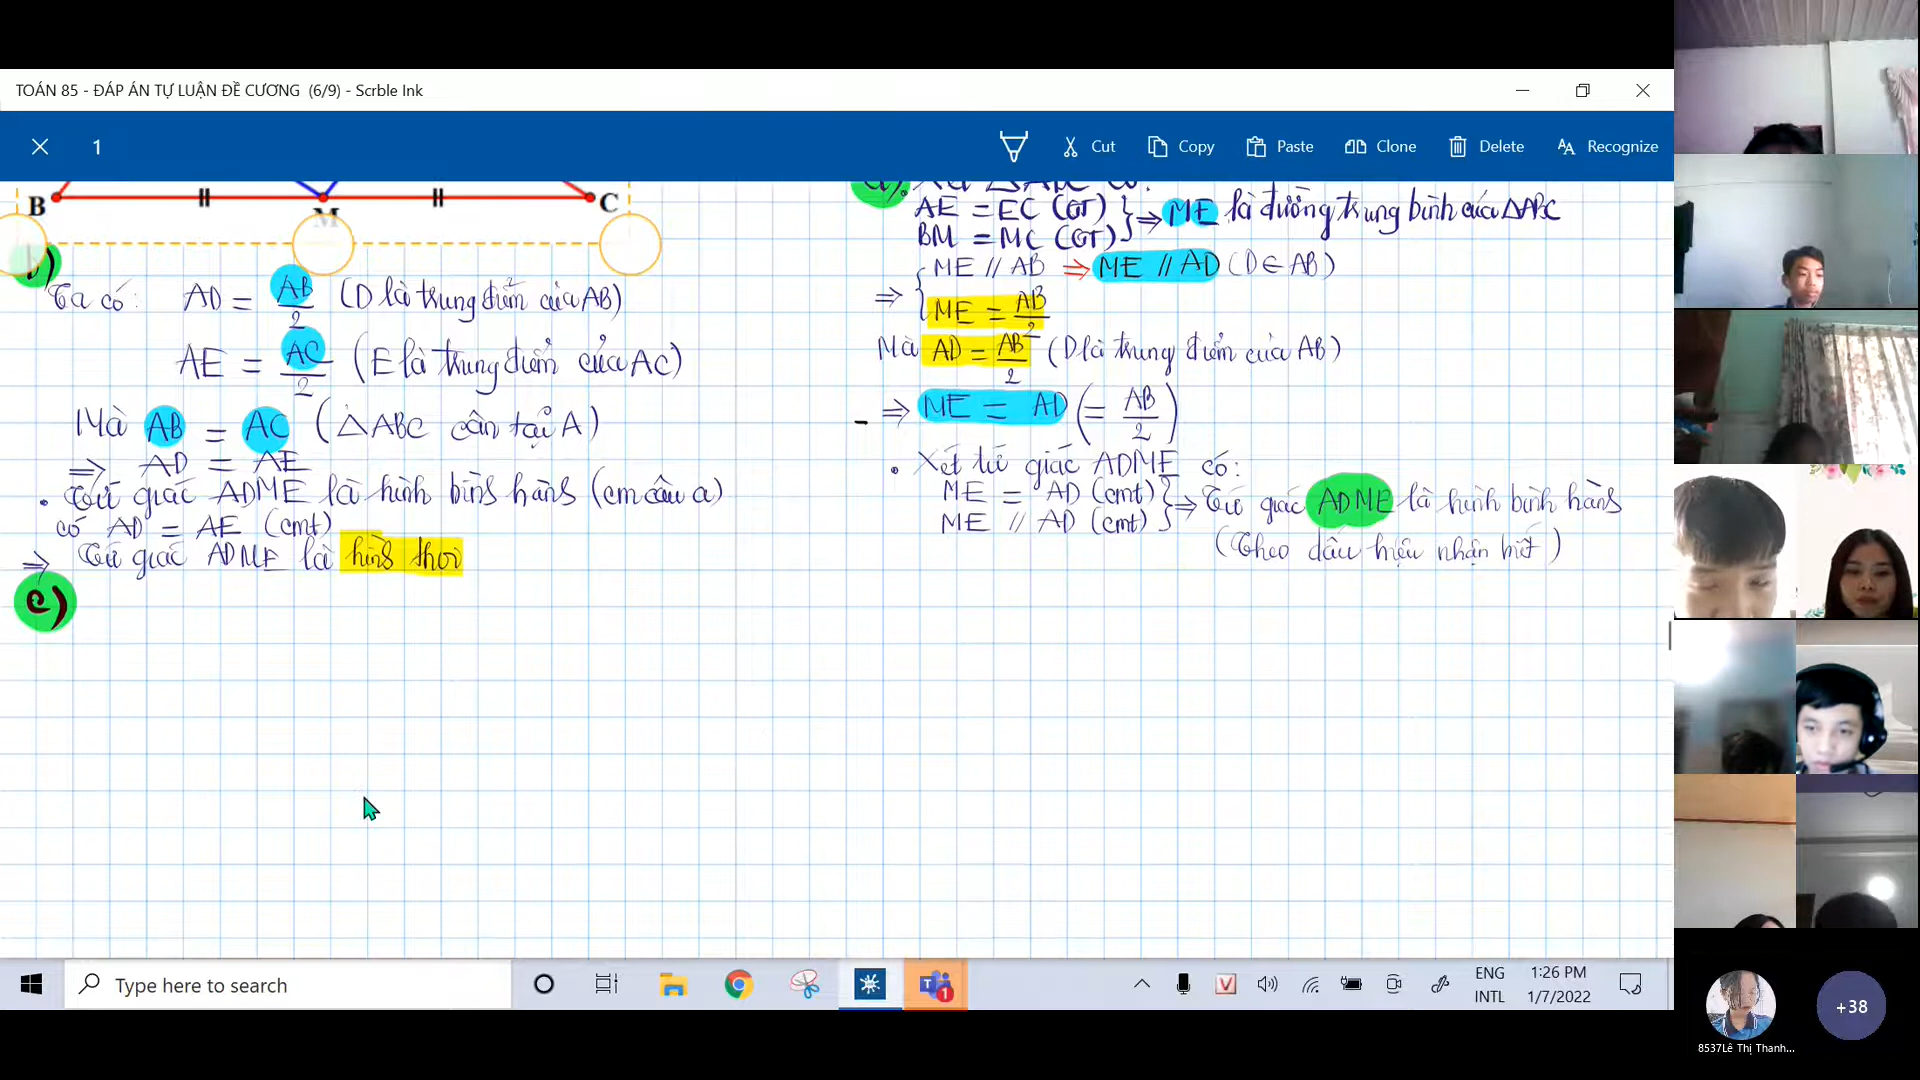 TOÁN 85 - ĐÁP ÁN TỰ LUẬN ĐỀ CƯƠNG (6/9) - Scrble Ink
1
Cut
Copy
Paste
Clone
Delete
Recognize
B
M
C
b)
Ta có: AD = AB/2 (D là trung điểm của AB)
AE = AC/2 (E là trung điểm của AC)
Mà AB = AC (△ABC cân tại A)
⇒ AD = AE
. Tứ giác ADME là hình bình hành (cm câu a)
có AD = AE (cmt)
⇒ Tứ giác ADME là hình thoi
c)
a). Xét △ABC có:
AE = EC (GT)
BM = MC (GT)
} ⇒ ME là đường trung bình của △ABC
⇒ { ME // AB ⇒ ME // AD (D ∈ AB)
ME = AB/2
Mà AD = AB/2 (D là trung điểm của AB)
⇒ ME = AD (= AB/2)
. Xét tứ giác ADME có:
ME = AD (cmt)
ME // AD (cmt)
} ⇒ Tứ giác ADME là hình bình hành
(Theo dấu hiệu nhận biết)
Type here to search
ENG
INTL
1:26 PM
1/7/2022
1
8537Lê Thị Thanh...
+38